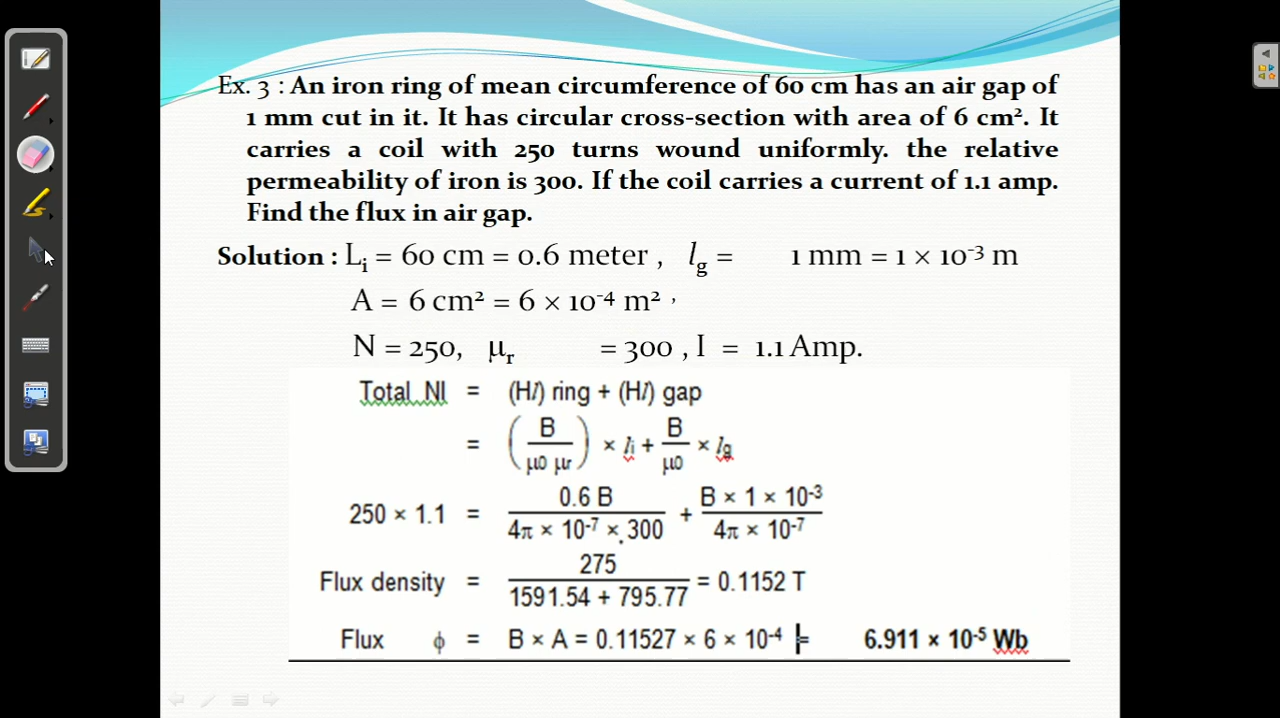 Ex. 3 : An iron ring of mean circumference of 60 cm has an air gap of
1 mm cut in it. It has circular cross-section with area of 6 cm². It
carries a coil with 250 turns wound uniformly. the relative
permeability of iron is 300. If the coil carries a current of 1.1 amp.
Find the flux in air gap.
Solution : Lᵢ = 60 cm = 0.6 meter , l_g = 1 mm = 1 × 10⁻³ m
A = 6 cm² = 6 × 10⁻⁴ m² ,
N = 250, μᵣ = 300 , I = 1.1 Amp.
Total NI = (Hl) ring + (Hl) gap
= (B / μ0 μr) × li + B / μ0 × lg
250 × 1.1 = 0.6 B / 4π × 10⁻⁷ × 300 + B × 1 × 10⁻³ / 4π × 10⁻⁷
Flux density = 275 / 1591.54 + 795.77 = 0.1152 T
Flux ϕ = B × A = 0.11527 × 6 × 10⁻⁴ = 6.911 × 10⁻⁵ Wb